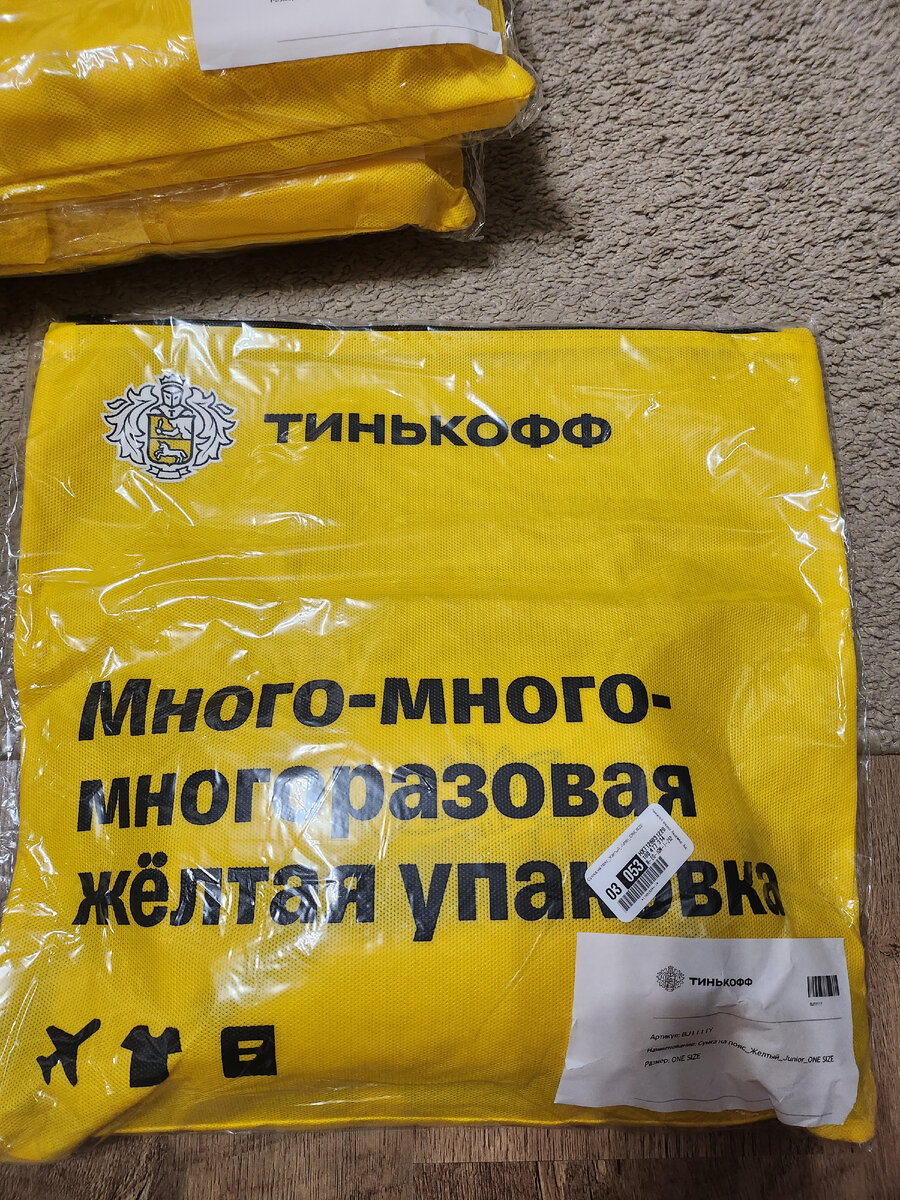 ТИНЬКОФФ
Много-много-
многоразовая
жёлтая упаковка
03 053
ТИНЬКОФФ
Артикул:
Наименование: Сумка на пояс_Желтый_Junior_ONE SIZE
Размер: ONE SIZE